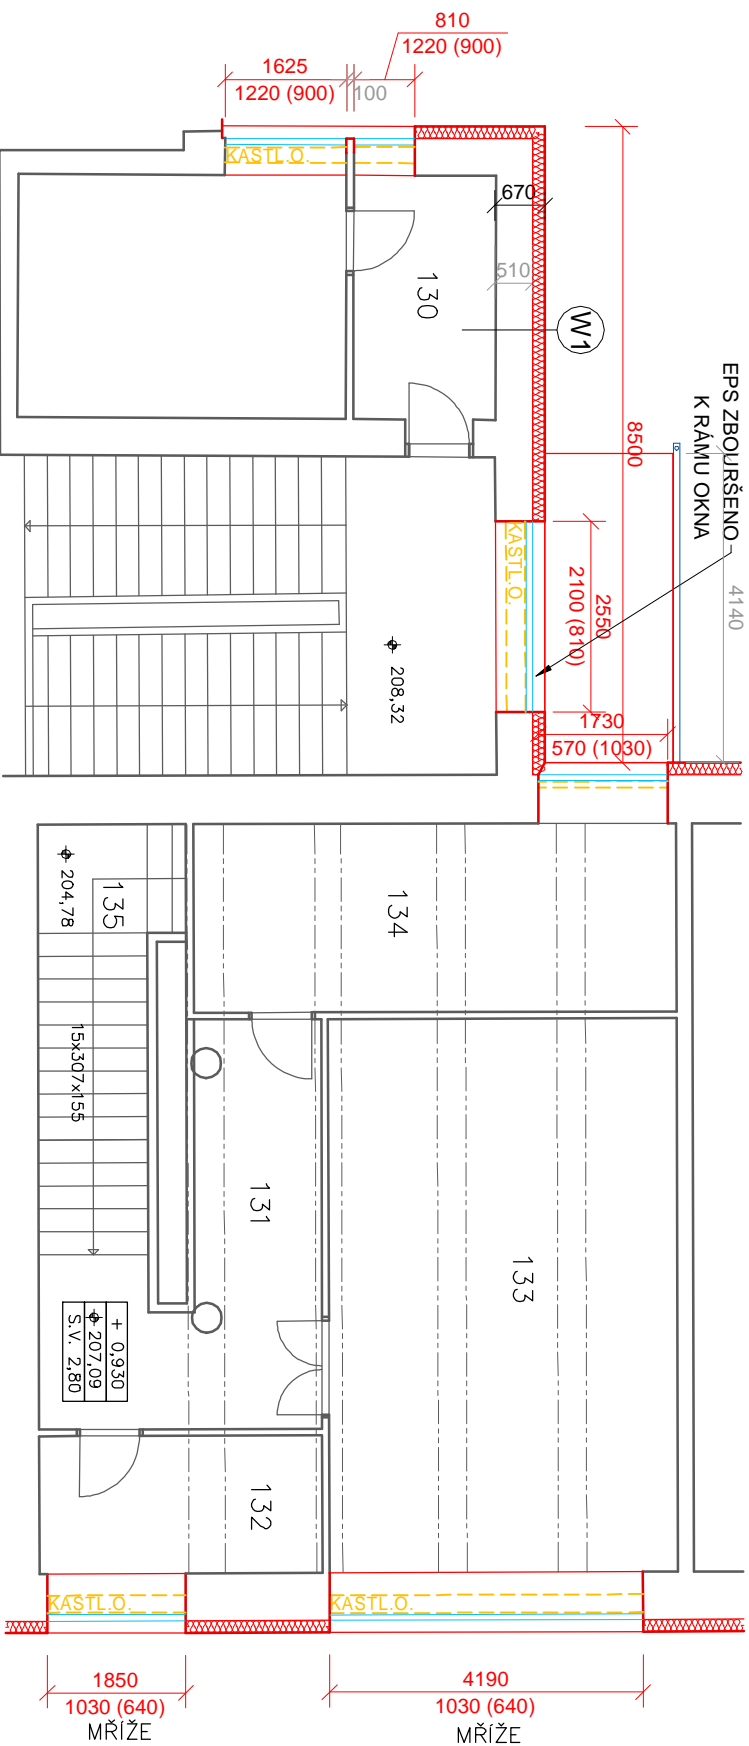 810
1220 (900)
1625
1220 (900)
100
KASTL.O.
670
510
130
W1
EPS ZBOURŠENO
K RÁMU OKNA
8500
4140
KASTL.O.
2550
2100 (810)
208,32
1730
570 (1030)
135
204,78
134
15x307x155
131
133
+ 0,930
207,09
S.V. 2,80
132
KASTL.O.
KASTL.O.
1850
1030 (640)
MŘÍŽE
4190
1030 (640)
MŘÍŽE